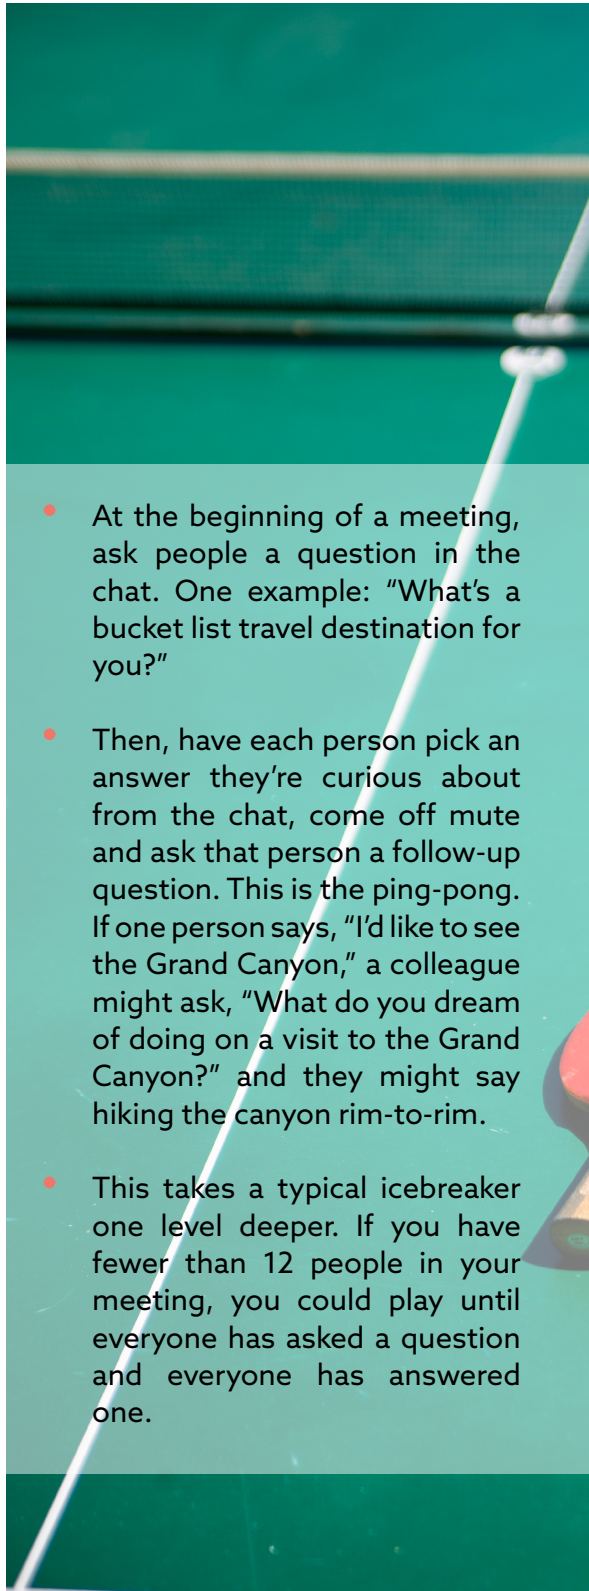 • At the beginning of a meeting,
ask people a question in the
chat. One example: “What’s a
bucket list travel destination for
you?”
• Then, have each person pick an
answer they’re curious about
from the chat, come off mute
and ask that person a follow-up
question. This is the ping-pong.
If one person says, “I’d like to see
the Grand Canyon,” a colleague
might ask, “What do you dream
of doing on a visit to the Grand
Canyon?” and they might say
hiking the canyon rim-to-rim.
• This takes a typical icebreaker
one level deeper. If you have
fewer than 12 people in your
meeting, you could play until
everyone has asked a question
and everyone has answered
one.